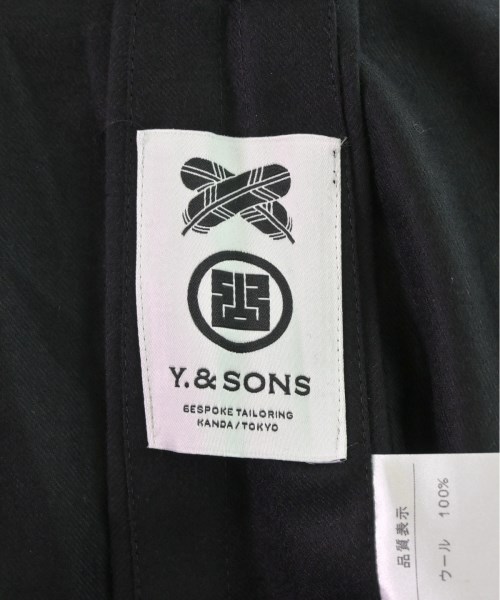 Y. & SONS
BESPOKE TAILORING
KANDA / TOKYO
品質表示
ウール 100%